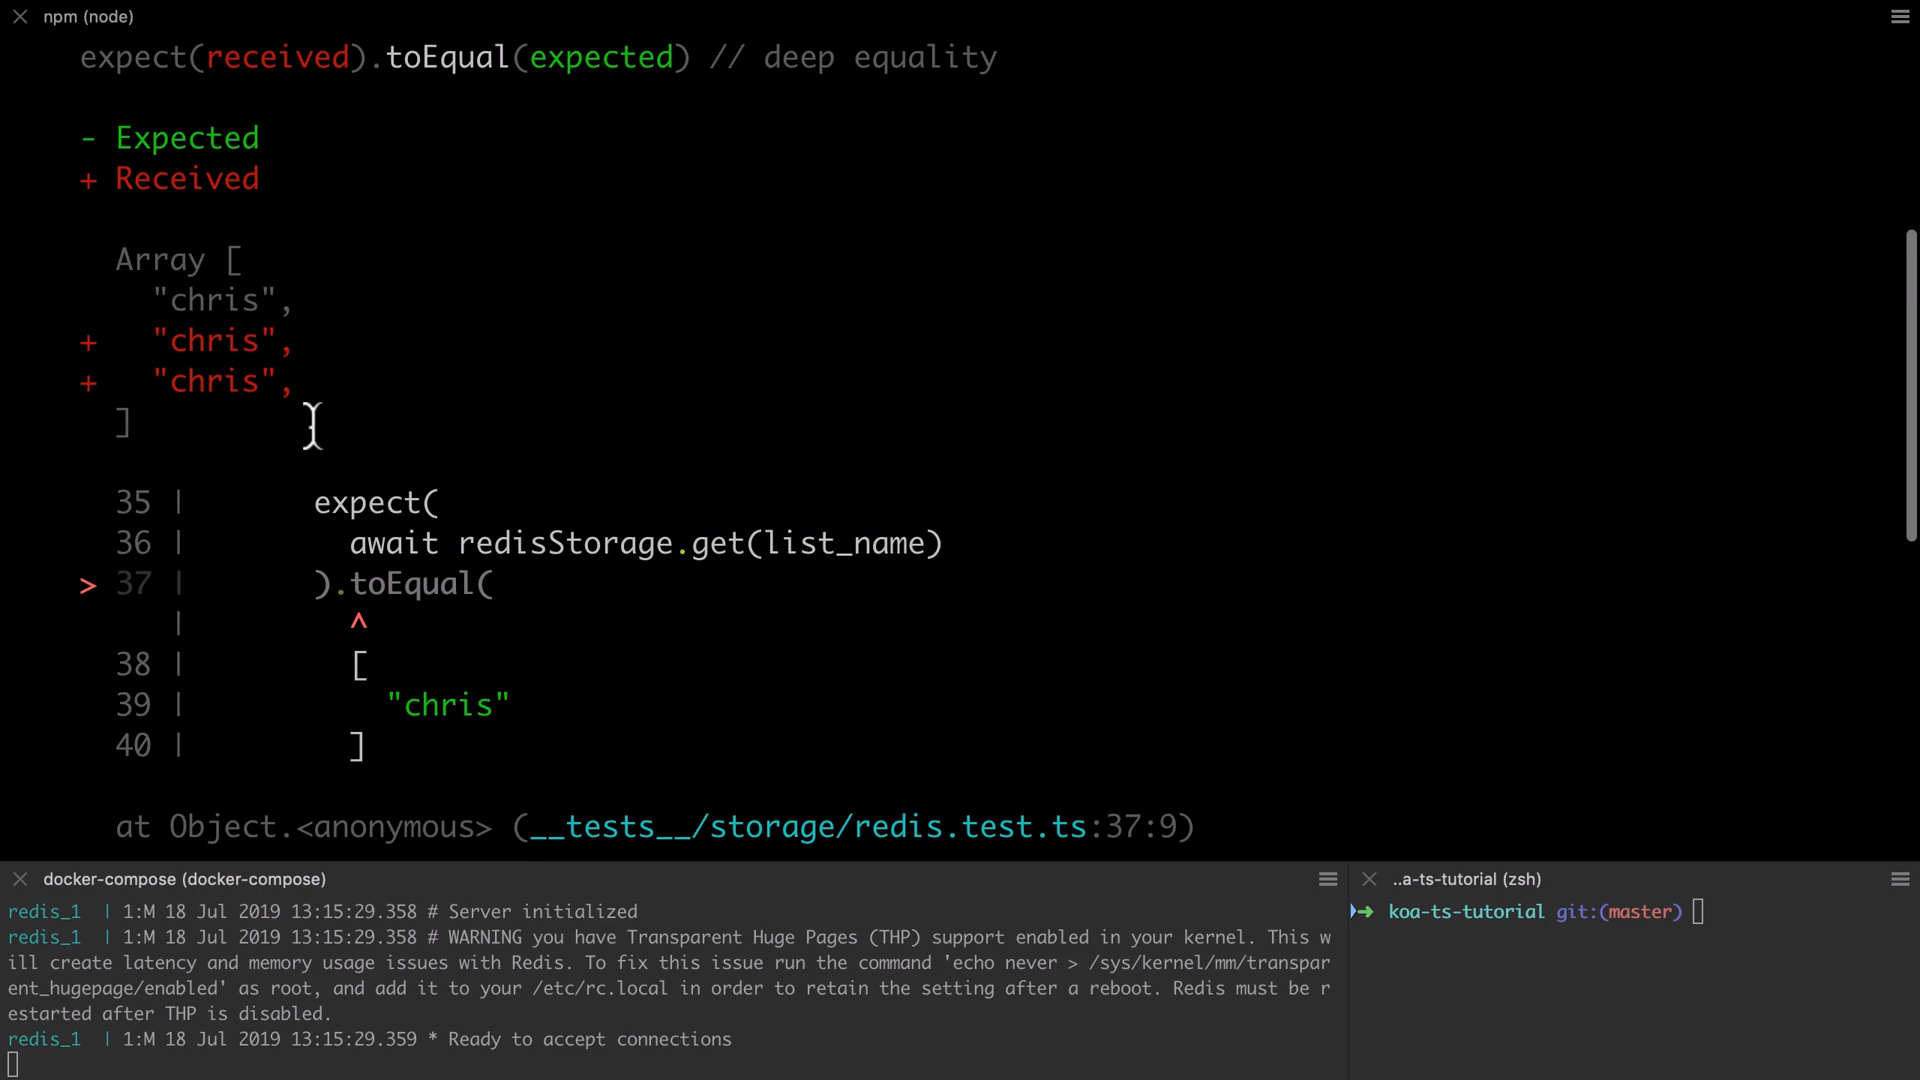 npm (node)
expect(received).toEqual(expected) // deep equality
- Expected
+ Received
Array [
"chris",
+ "chris",
+ "chris",
]
35 | expect(
36 | await redisStorage.get(list_name)
> 37 | ).toEqual(
| ^
38 | [
39 | "chris"
40 | ]
at Object.<anonymous> (__tests__/storage/redis.test.ts:37:9)
docker-compose (docker-compose)
redis_1 | 1:M 18 Jul 2019 13:15:29.358 # Server initialized
redis_1 | 1:M 18 Jul 2019 13:15:29.358 # WARNING you have Transparent Huge Pages (THP) support enabled in your kernel. This w
ill create latency and memory usage issues with Redis. To fix this issue run the command 'echo never > /sys/kernel/mm/transpar
ent_hugepage/enabled' as root, and add it to your /etc/rc.local in order to retain the setting after a reboot. Redis must be r
estarted after THP is disabled.
redis_1 | 1:M 18 Jul 2019 13:15:29.359 * Ready to accept connections
..a-ts-tutorial (zsh)
➜ koa-ts-tutorial git:(master)